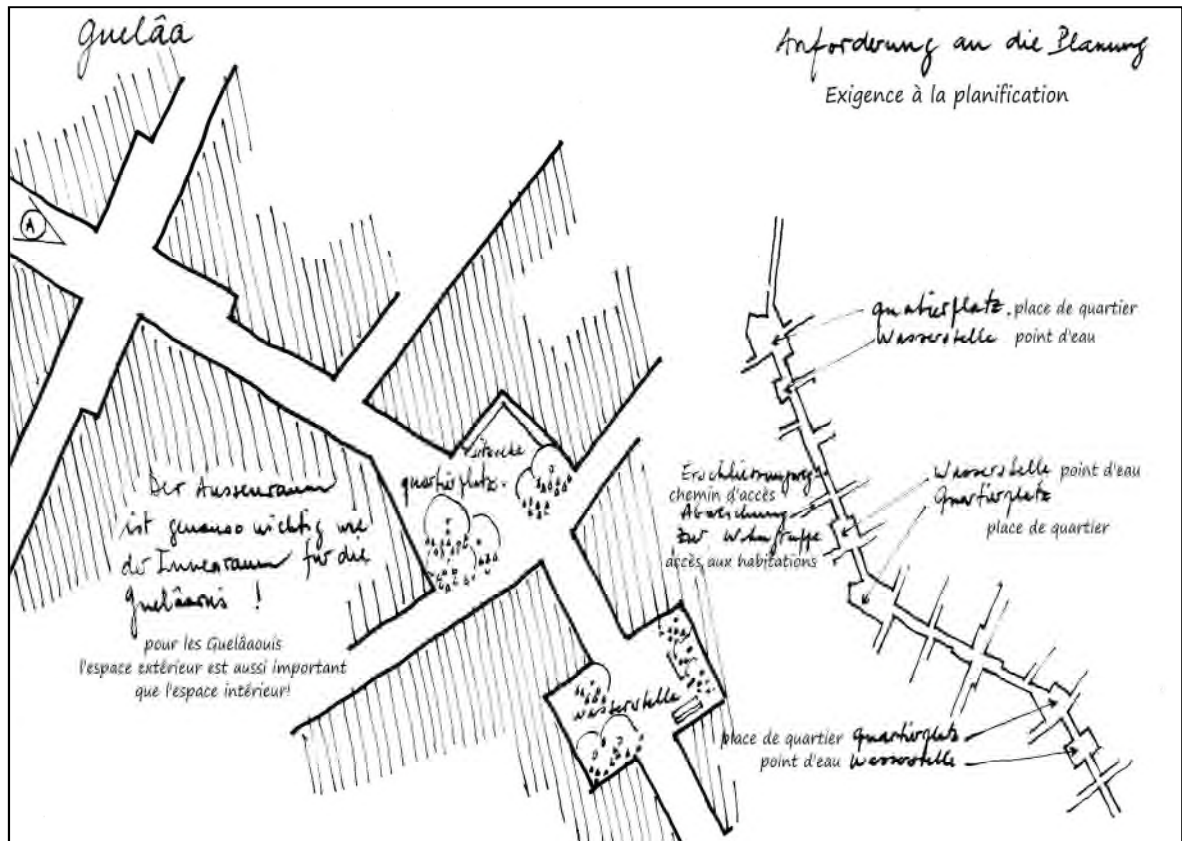 Guelâa
Anforderung an die Planung
Exigence à la planification
A
Quartierplatz. place de quartier
Wasserstelle point d'eau
Quartierplatz.
Der Aussenraum
ist genauso wichtig wie
der Innenraum für die
Guelâaouis !
pour les Guelâaouis
l'espace extérieur est aussi important
que l'espace intérieur!
Wasserstelle
Erschliessungsweg
chemin d'accès
Abzweichung
zur Wohngruppe
accès aux habitations
Wasserstelle point d'eau
Quartierplatz
place de quartier
place de quartier Quartierplatz
point d'eau Wasserstelle